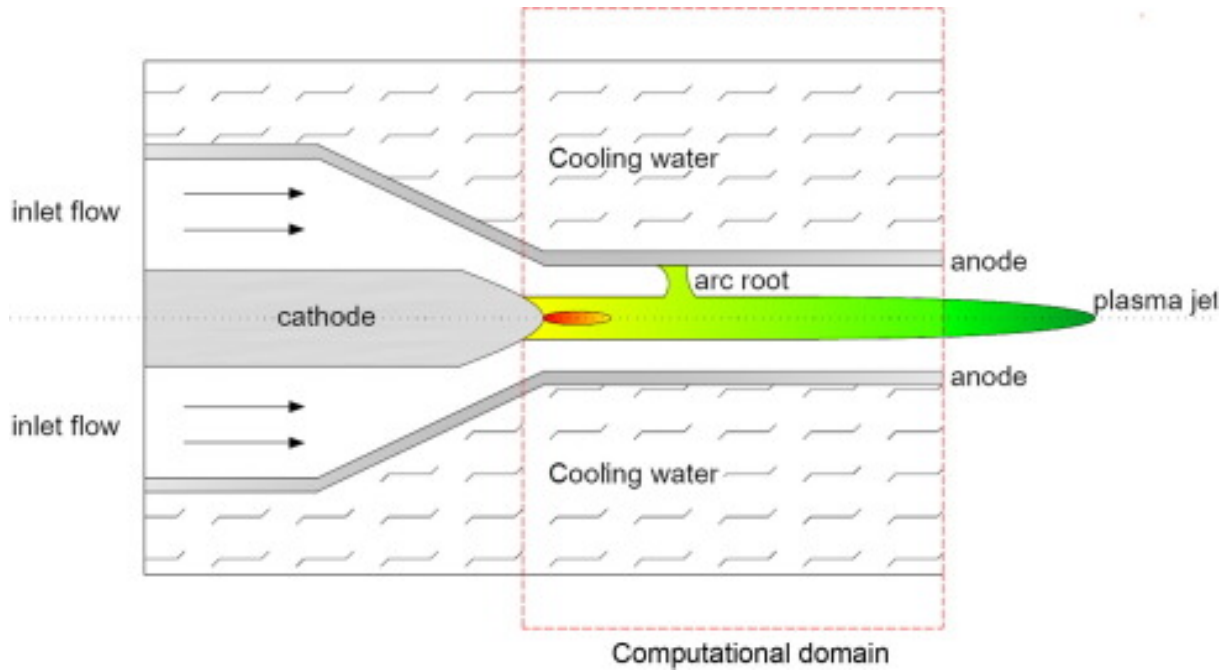 Cooling water
inlet flow
anode
arc root
plasma jet
cathode
anode
inlet flow
Cooling water
Computational domain